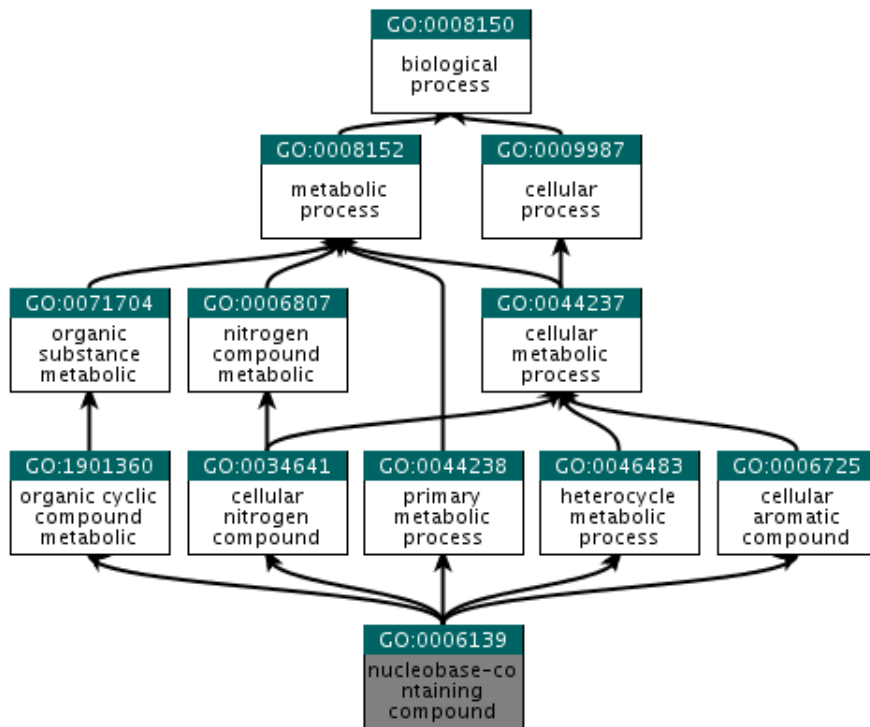 GO:0008150
biological
process
GO:0008152
metabolic
process
GO:0009987
cellular
process
GO:0071704
organic
substance
metabolic
GO:0006807
nitrogen
compound
metabolic
GO:0044237
cellular
metabolic
process
GO:1901360
organic cyclic
compound
metabolic
GO:0034641
cellular
nitrogen
compound
GO:0044238
primary
metabolic
process
GO:0046483
heterocycle
metabolic
process
GO:0006725
cellular
aromatic
compound
GO:0006139
nucleobase-co
ntaining
compound